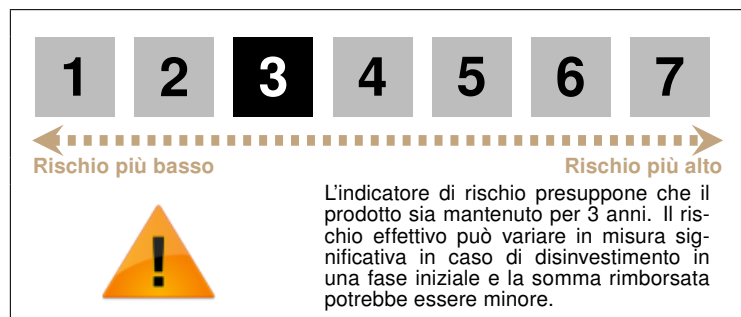 1 2 3 4 5 6 7
Rischio più basso Rischio più alto
L'indicatore di rischio presuppone che il
prodotto sia mantenuto per 3 anni. Il ris-
chio effettivo può variare in misura sig-
nificativa in caso di disinvestimento in
una fase iniziale e la somma rimborsata
potrebbe essere minore.